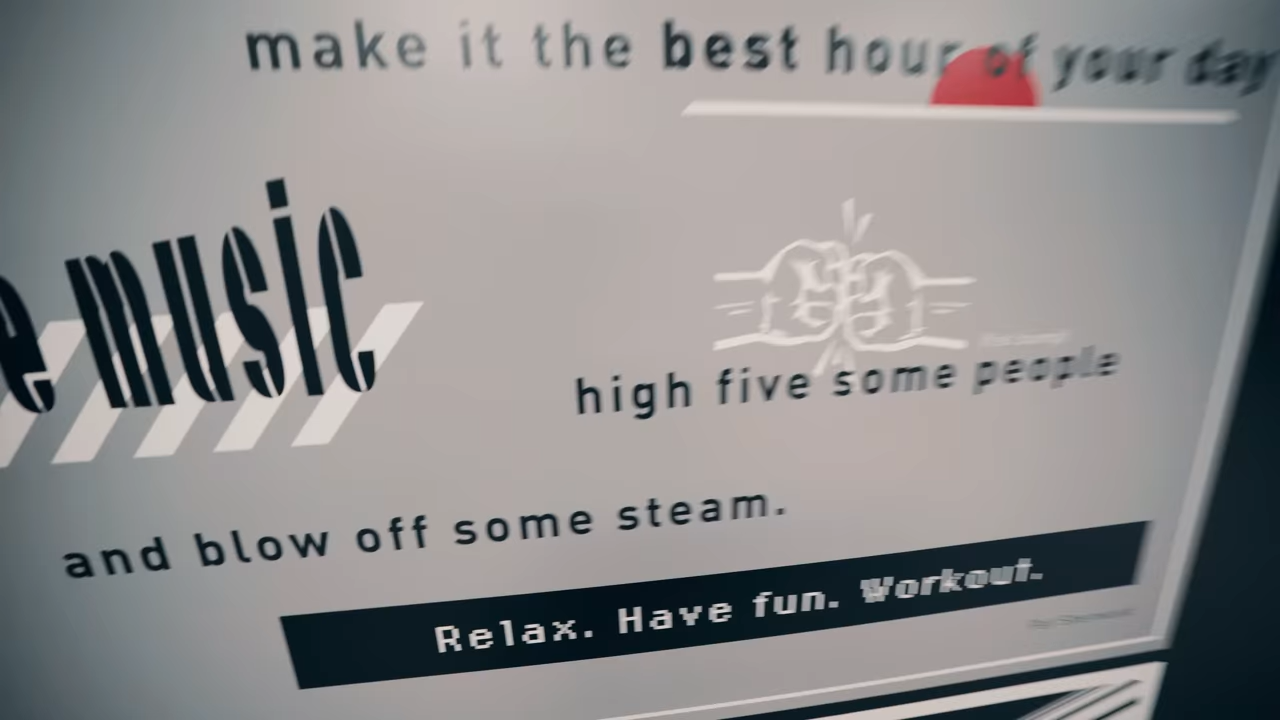 make it the best hour of your day
e music
high five some people
and blow off some steam.
Relax. Have fun. Workout.